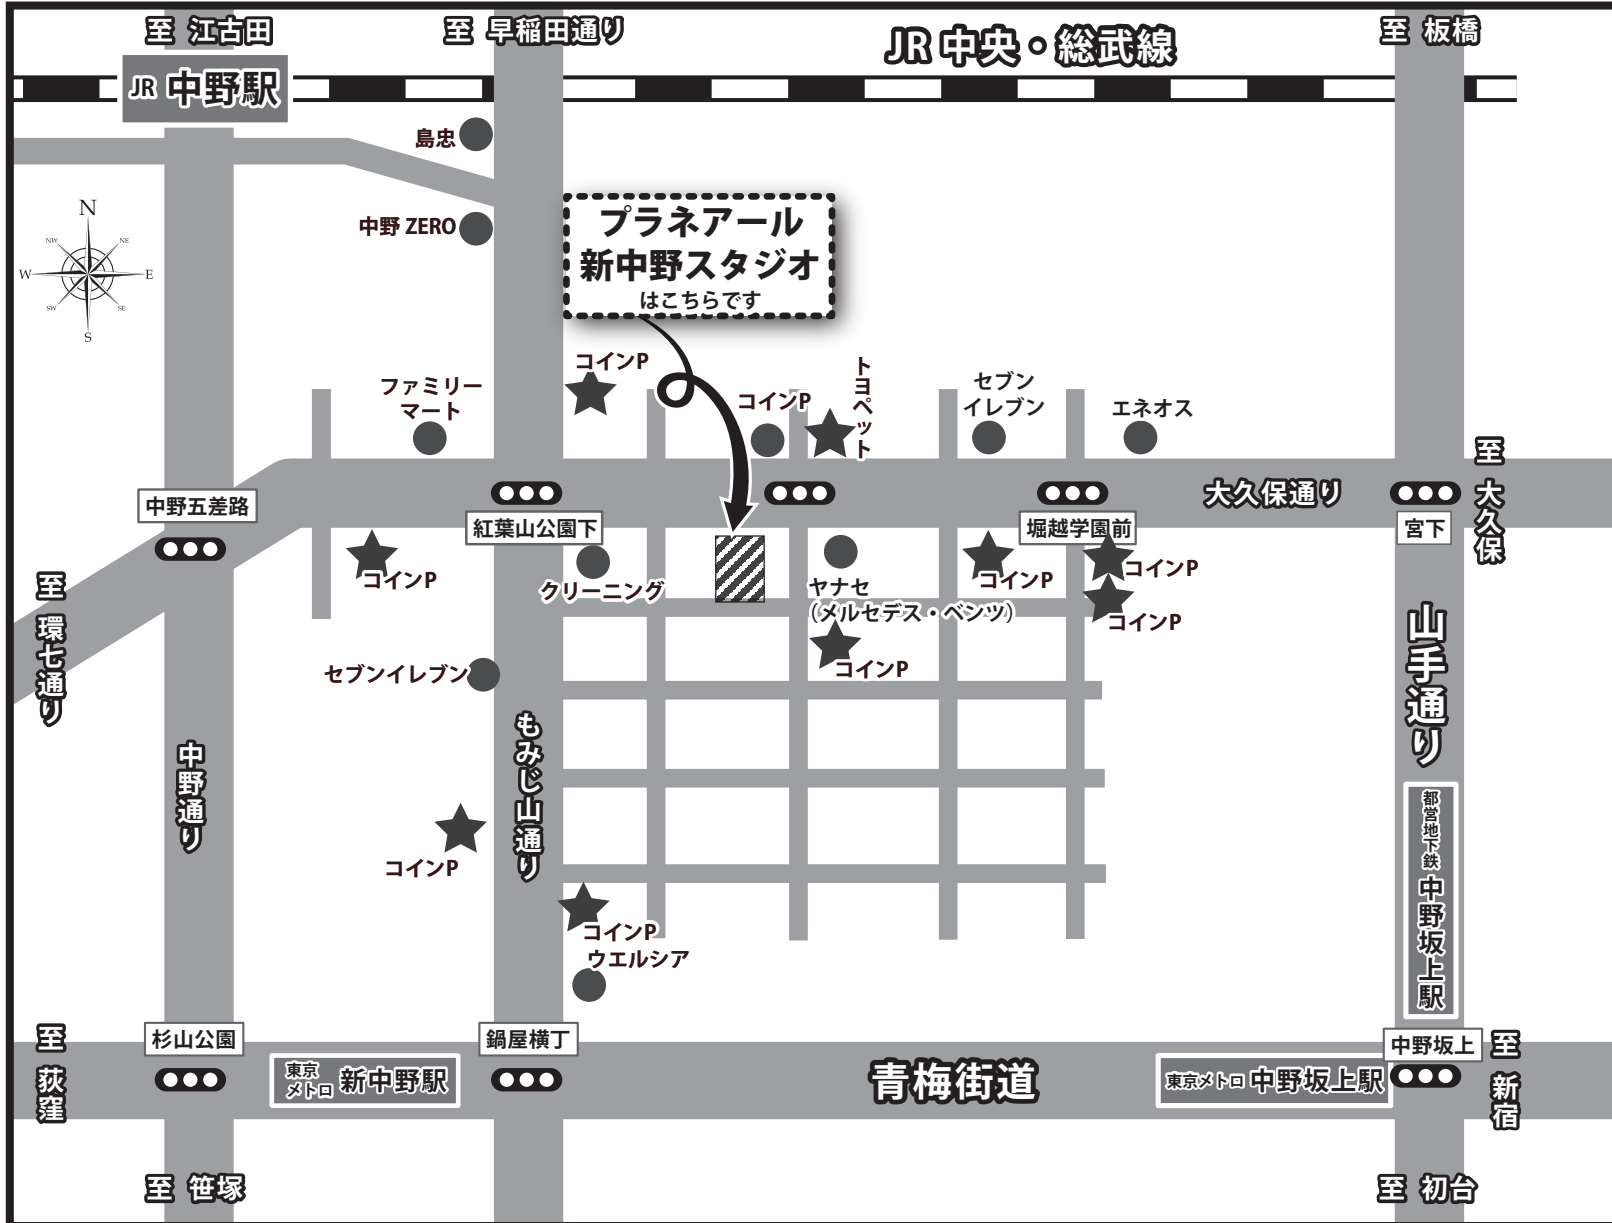 至 江古田
至 早稲田通り
JR 中央・総武線
至 板橋
JR 中野駅
島忠
中野 ZERO
N
NW
NE
W
E
SW
SE
S
プラネアール
新中野スタジオ
はこちらです
コインP
ファミリー
マート
コインP
トヨペット
セブン
イレブン
エネオス
至 大久保
中野五差路
大久保通り
紅葉山公園下
堀越学園前
宮下
コインP
クリーニング
ヤナセ
（メルセデス・ベンツ）
コインP
コインP
コインP
コインP
至 環七通り
セブンイレブン
山手通り
中野通り
もみじ山通り
コインP
コインP
ウエルシア
都営地下鉄 中野坂上駅
至 荻窪
杉山公園
東京
メトロ 新中野駅
鍋屋横丁
青梅街道
東京メトロ 中野坂上駅
中野坂上
至 新宿
至 笹塚
至 初台